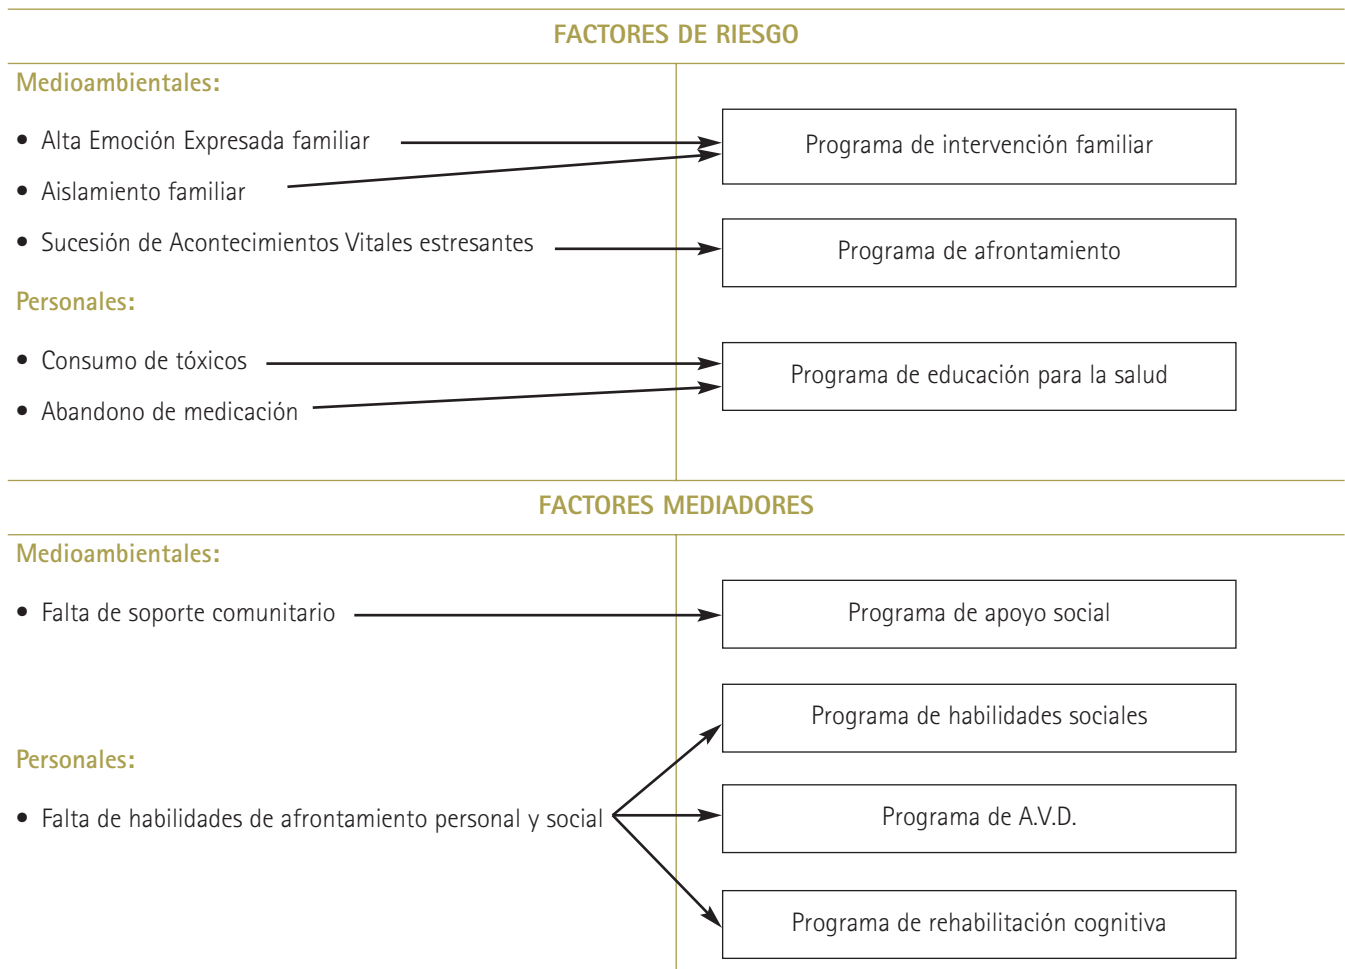 FACTORES DE RIESGO
Medioambientales:
• Alta Emoción Expresada familiar
Programa de intervención familiar
• Aislamiento familiar
• Sucesión de Acontecimientos Vitales estresantes
Programa de afrontamiento
Personales:
• Consumo de tóxicos
Programa de educación para la salud
• Abandono de medicación
FACTORES MEDIADORES
Medioambientales:
• Falta de soporte comunitario
Programa de apoyo social
Programa de habilidades sociales
Personales:
• Falta de habilidades de afrontamiento personal y social
Programa de A.V.D.
Programa de rehabilitación cognitiva